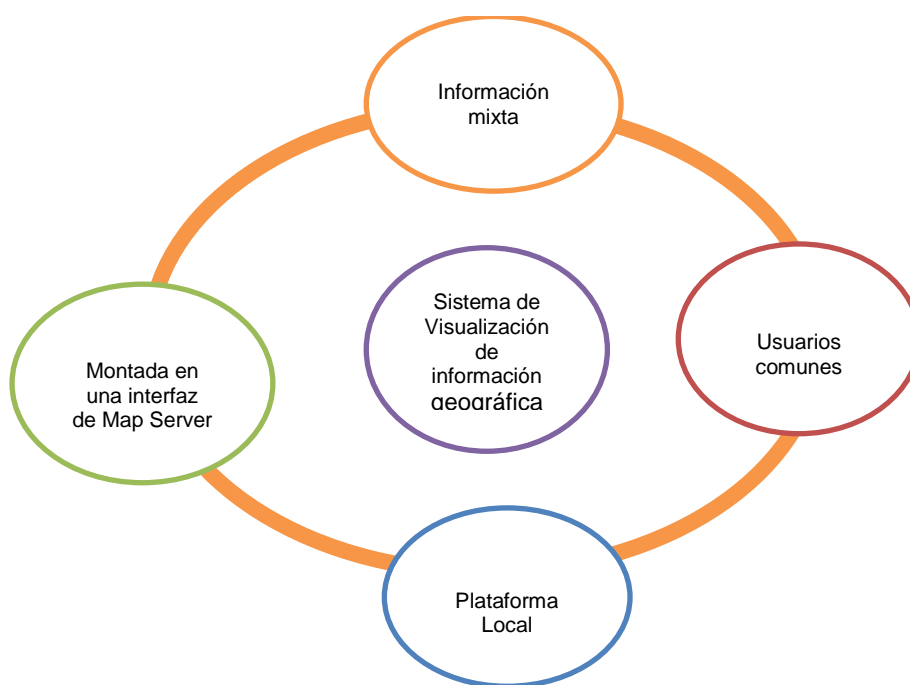 Información
mixta
Sistema de
Visualización
de
información
geográfica
Usuarios
comunes
Montada en
una interfaz
de Map Server
Plataforma
Local